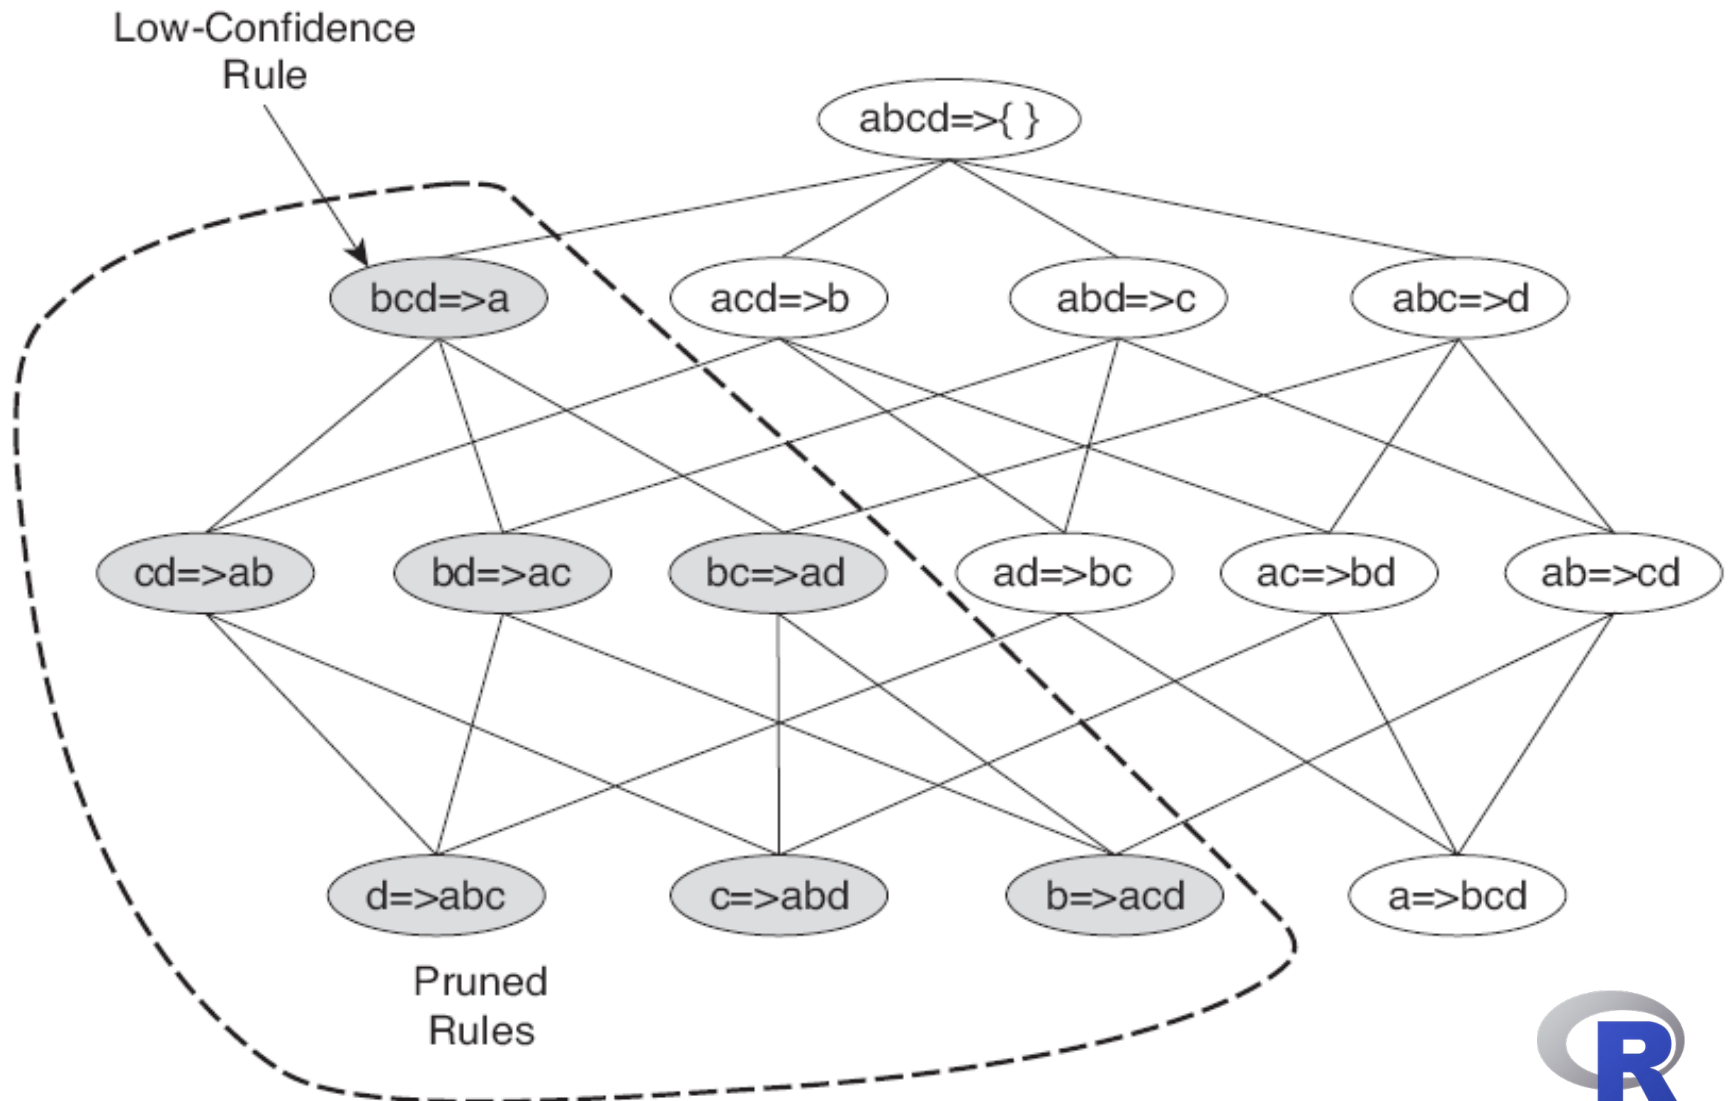 Low-Confidence
Rule
abcd=>{ }
bcd=>a
acd=>b
abd=>c
abc=>d
cd=>ab
bd=>ac
bc=>ad
ad=>bc
ac=>bd
ab=>cd
d=>abc
c=>abd
b=>acd
a=>bcd
Pruned
Rules
R